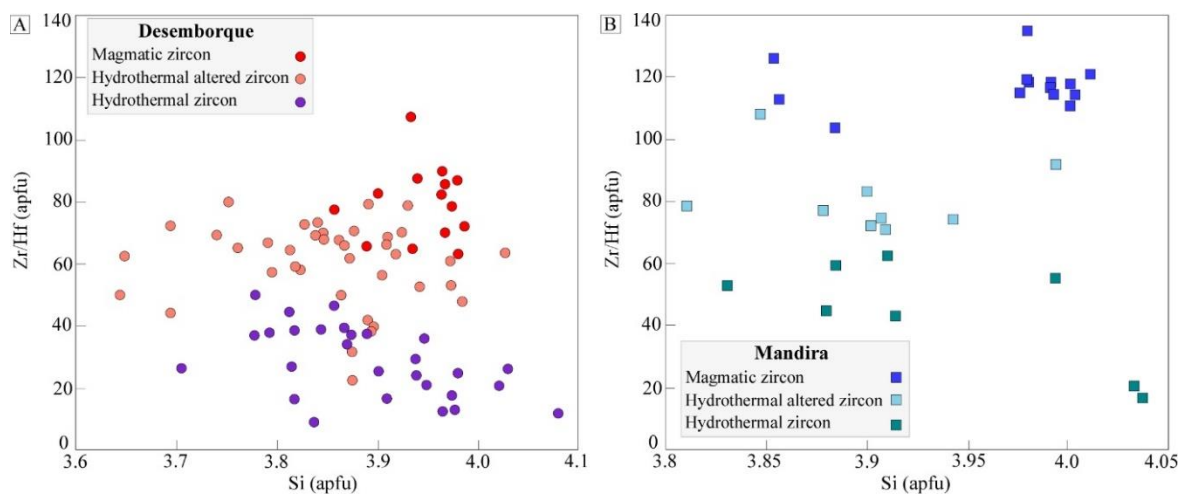 A
Desemborque
Magmatic zircon
Hydrothermal altered zircon
Hydrothermal zircon
140
120
100
80
60
40
20
0
Zr/Hf (apfu)
3.6 3.7 3.8 3.9 4.0 4.1
Si (apfu)
B
140
120
100
80
60
40
20
0
Zr/Hf (apfu)
Mandira
Magmatic zircon
Hydrothermal altered zircon
Hydrothermal zircon
3.8 3.85 3.9 3.95 4.0 4.05
Si (apfu)